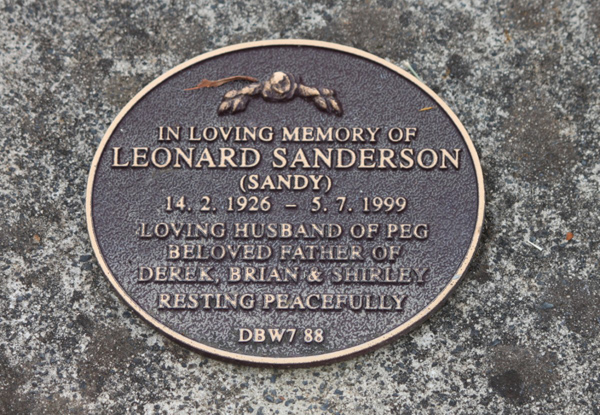 IN LOVING MEMORY OF
LEONARD SANDERSON
(SANDY)
14. 2. 1926 – 5. 7. 1999
LOVING HUSBAND OF PEG
BELOVED FATHER OF
DEREK, BRIAN & SHIRLEY
RESTING PEACEFULLY
DBW7 88